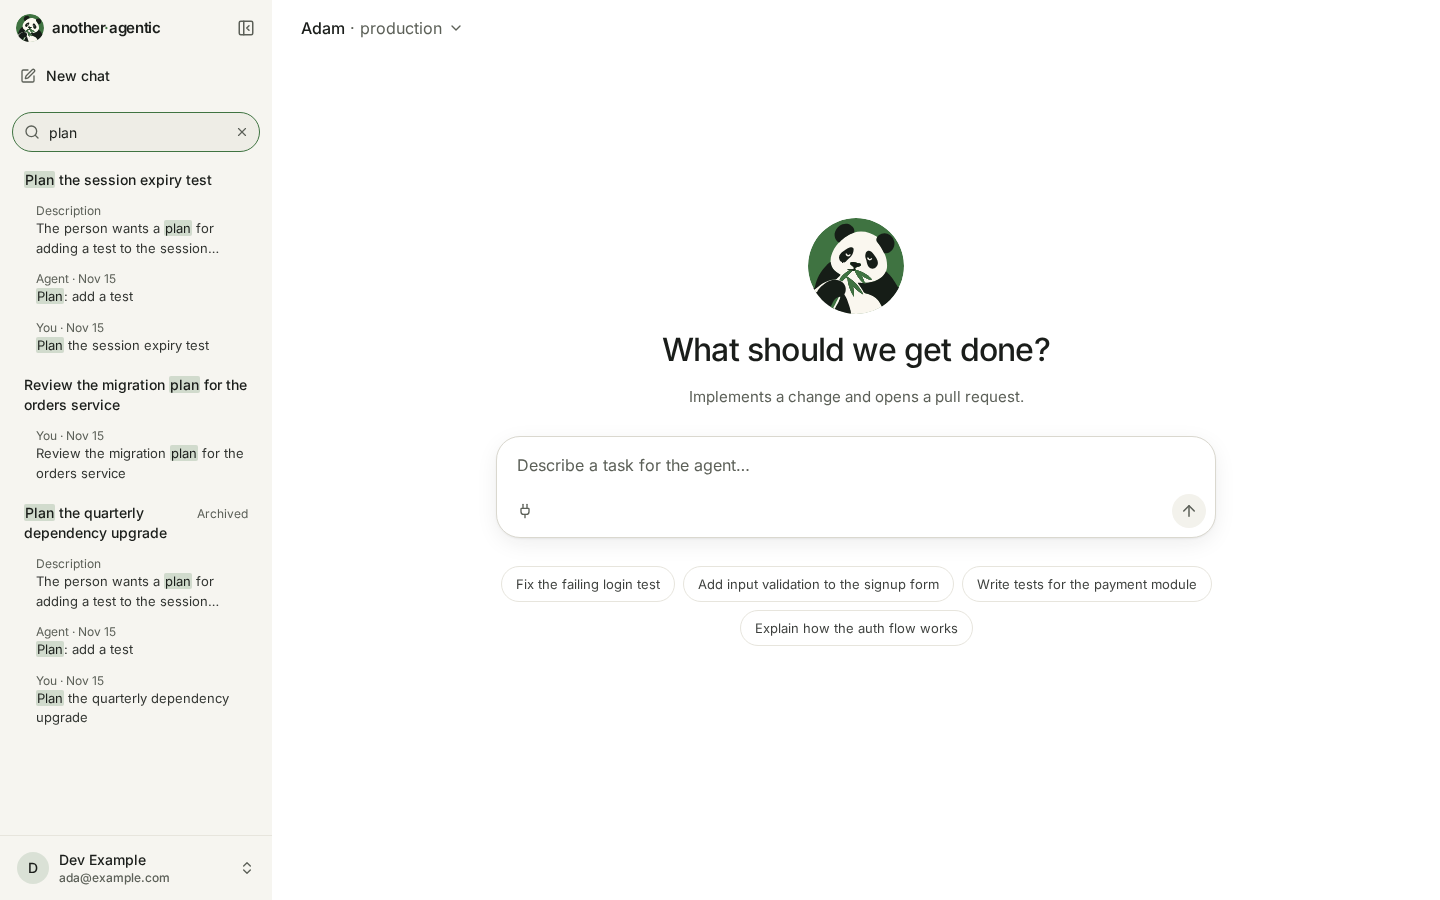 another·agentic
New chat
plan
Plan the session expiry test
Description
The person wants a plan for
adding a test to the session…
Agent · Nov 15
Plan: add a test
You · Nov 15
Plan the session expiry test
Review the migration plan for the
orders service
You · Nov 15
Review the migration plan for the
orders service
Plan the quarterly
dependency upgrade
Archived
Description
The person wants a plan for
adding a test to the session…
Agent · Nov 15
Plan: add a test
You · Nov 15
Plan the quarterly dependency
upgrade
D
Dev Example
ada@example.com
Adam · production
What should we get done?
Implements a change and opens a pull request.
Describe a task for the agent…
Fix the failing login test
Add input validation to the signup form
Write tests for the payment module
Explain how the auth flow works